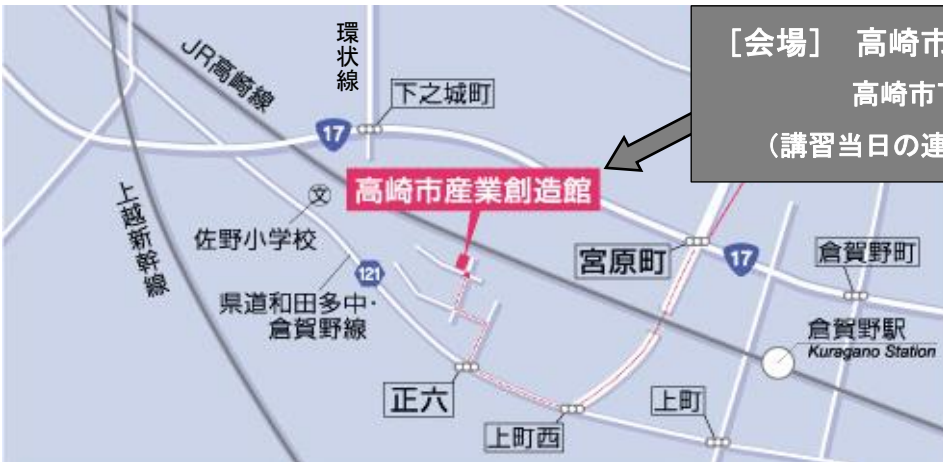 [会場] 高崎市
高崎市
(講習当日の連
環状線
JR高崎線
下之城町
17
高崎市産業創造館
文
佐野小学校
上越新幹線
121
県道和田多中・
倉賀野線
宮原町
17
倉賀野町
倉賀野駅
Kuragano Station
正六
上町西
上町